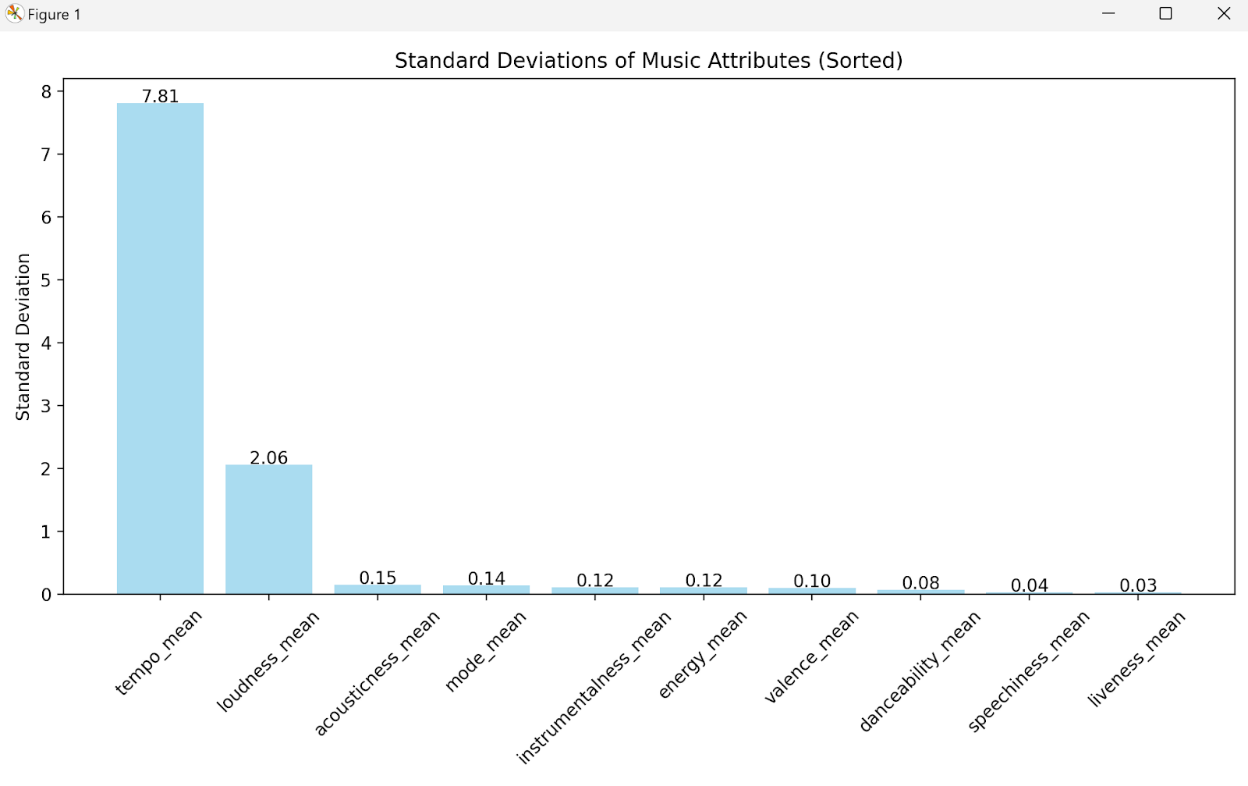 Figure 1
Standard Deviations of Music Attributes (Sorted)
Standard Deviation
8
7
6
5
4
3
2
1
0
7.81
2.06
0.15
0.14
0.12
0.12
0.10
0.08
0.04
0.03
tempo_mean
loudness_mean
acousticness_mean
mode_mean
instrumentalness_mean
energy_mean
valence_mean
danceability_mean
speechiness_mean
liveness_mean